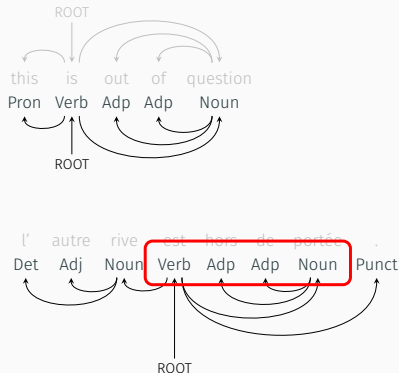 ROOT
this is out of question
Pron Verb Adp Adp Noun
ROOT
l' autre rive est hors de portée .
Det Adj Noun Verb Adp Adp Noun Punct
ROOT